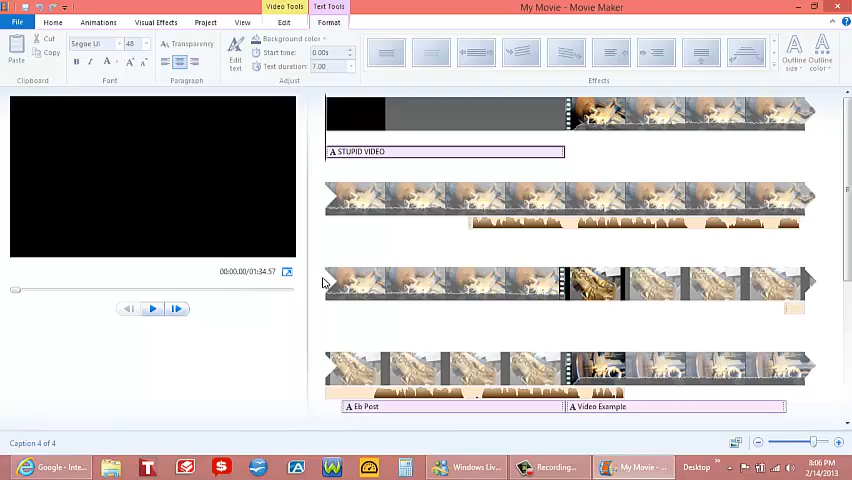 Video Tools Text Tools My Movie - Movie Maker
File Home Animations Visual Effects Project View Edit Format
Paste Cut Copy Clipboard
Segoe UI 48 Font
Transparency Paragraph
Edit text
Background color
Start time: 0.00s
Text duration: 7.00
Adjust
Effects
Outline size Outline color
A STUPID VIDEO
00:00.00/01:34.57
A Eb Post A Video Example
Caption 4 of 4
Google - Inte... Windows Liv... Recording... My Movie - ... Desktop » 8:06 PM
2/14/2013